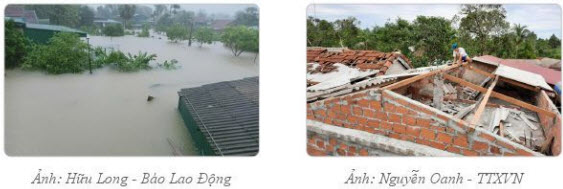 Ảnh: Hữu Long - Báo Lao Động
Ảnh: Nguyễn Oanh - TTXVN